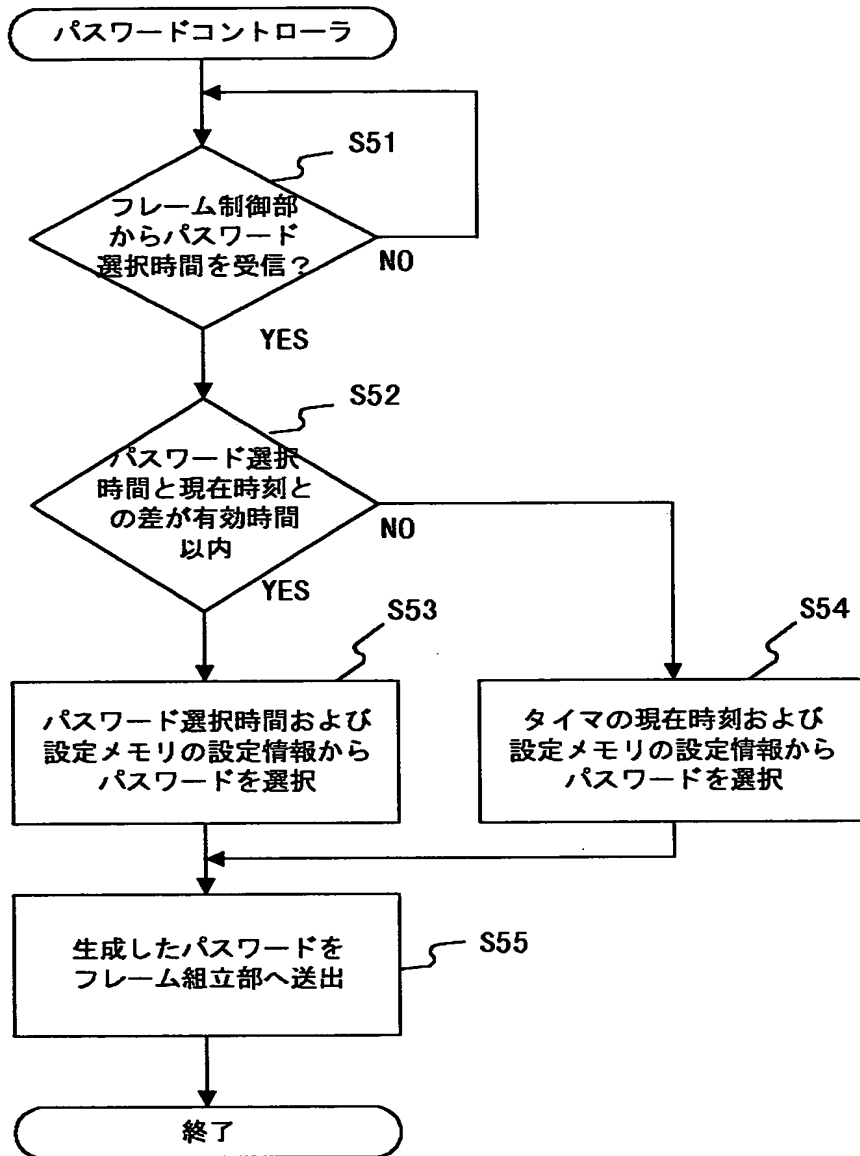 パスワードコントローラ
S51
フレーム制御部
からパスワード
選択時間を受信？
NO
YES
S52
パスワード選択
時間と現在時刻と
の差が有効時間
以内
NO
YES
S53
S54
パスワード選択時間および
設定メモリの設定情報から
パスワードを選択
タイマの現在時刻および
設定メモリの設定情報から
パスワードを選択
生成したパスワードを
フレーム組立部へ送出
S55
終了